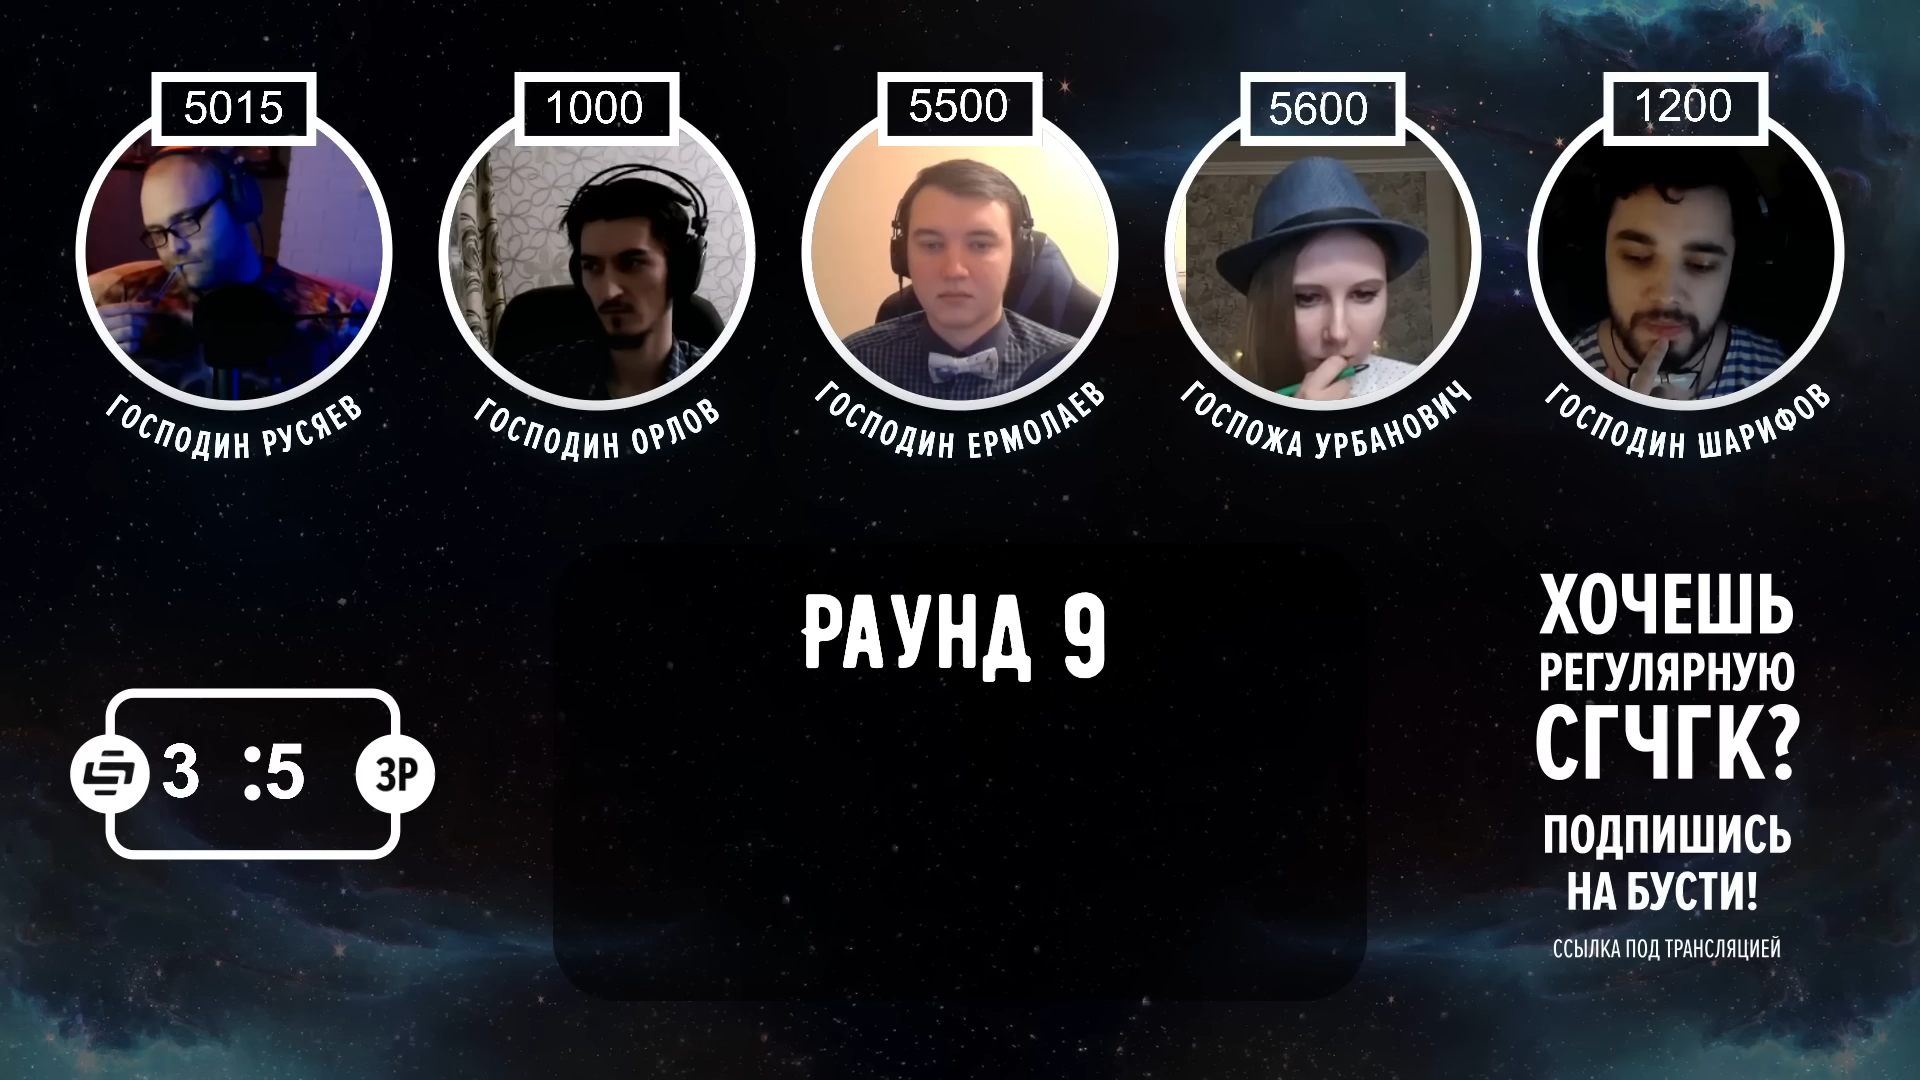 5015
1000
5500
5600
1200
ГОСПОДИН РУСЯЕВ
ГОСПОДИН ОРЛОВ
ГОСПОДИН ЕРМОЛАЕВ
ГОСПОЖА УРБАНОВИЧ
ГОСПОДИН ШАРИФОВ
РАУНД 9
3 :5
ЗР
ХОЧЕШЬ
РЕГУЛЯРНУЮ
СГЧГК?
ПОДПИШИСЬ
НА БУСТИ!
ССЫЛКА ПОД ТРАНСЛЯЦИЕЙ